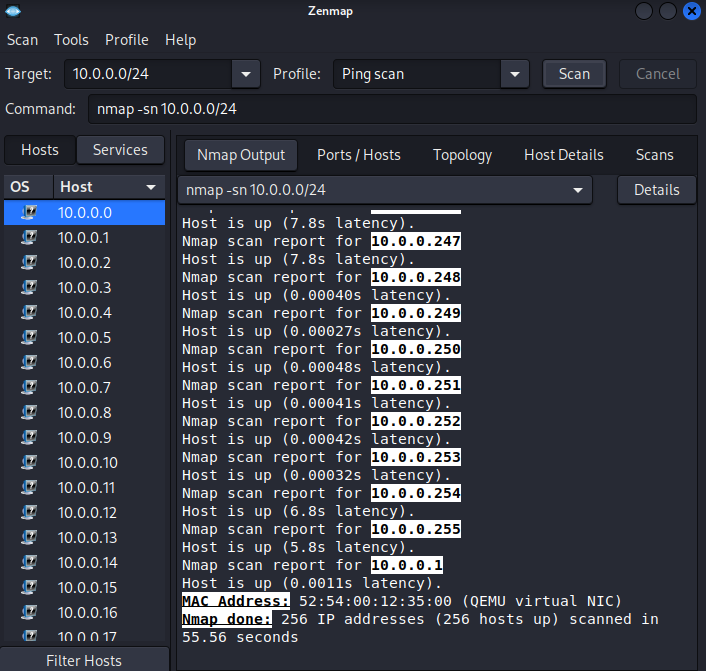 Zenmap
Scan Tools Profile Help
Target: 10.0.0.0/24 Profile: Ping scan Scan Cancel
Command: nmap -sn 10.0.0.0/24
Hosts Services
OS Host
10.0.0.0
10.0.0.1
10.0.0.2
10.0.0.3
10.0.0.4
10.0.0.5
10.0.0.6
10.0.0.7
10.0.0.8
10.0.0.9
10.0.0.10
10.0.0.11
10.0.0.12
10.0.0.13
10.0.0.14
10.0.0.15
10.0.0.16
10.0.0.17
Filter Hosts
Nmap Output Ports / Hosts Topology Host Details Scans
nmap -sn 10.0.0.0/24 Details
Host is up (7.8s latency).
Nmap scan report for 10.0.0.247
Host is up (7.8s latency).
Nmap scan report for 10.0.0.248
Host is up (0.00040s latency).
Nmap scan report for 10.0.0.249
Host is up (0.00027s latency).
Nmap scan report for 10.0.0.250
Host is up (0.00048s latency).
Nmap scan report for 10.0.0.251
Host is up (0.00041s latency).
Nmap scan report for 10.0.0.252
Host is up (0.00042s latency).
Nmap scan report for 10.0.0.253
Host is up (0.00032s latency).
Nmap scan report for 10.0.0.254
Host is up (6.8s latency).
Nmap scan report for 10.0.0.255
Host is up (5.8s latency).
Nmap scan report for 10.0.0.1
Host is up (0.0011s latency).
MAC Address: 52:54:00:12:35:00 (QEMU virtual NIC)
Nmap done: 256 IP addresses (256 hosts up) scanned in
55.56 seconds